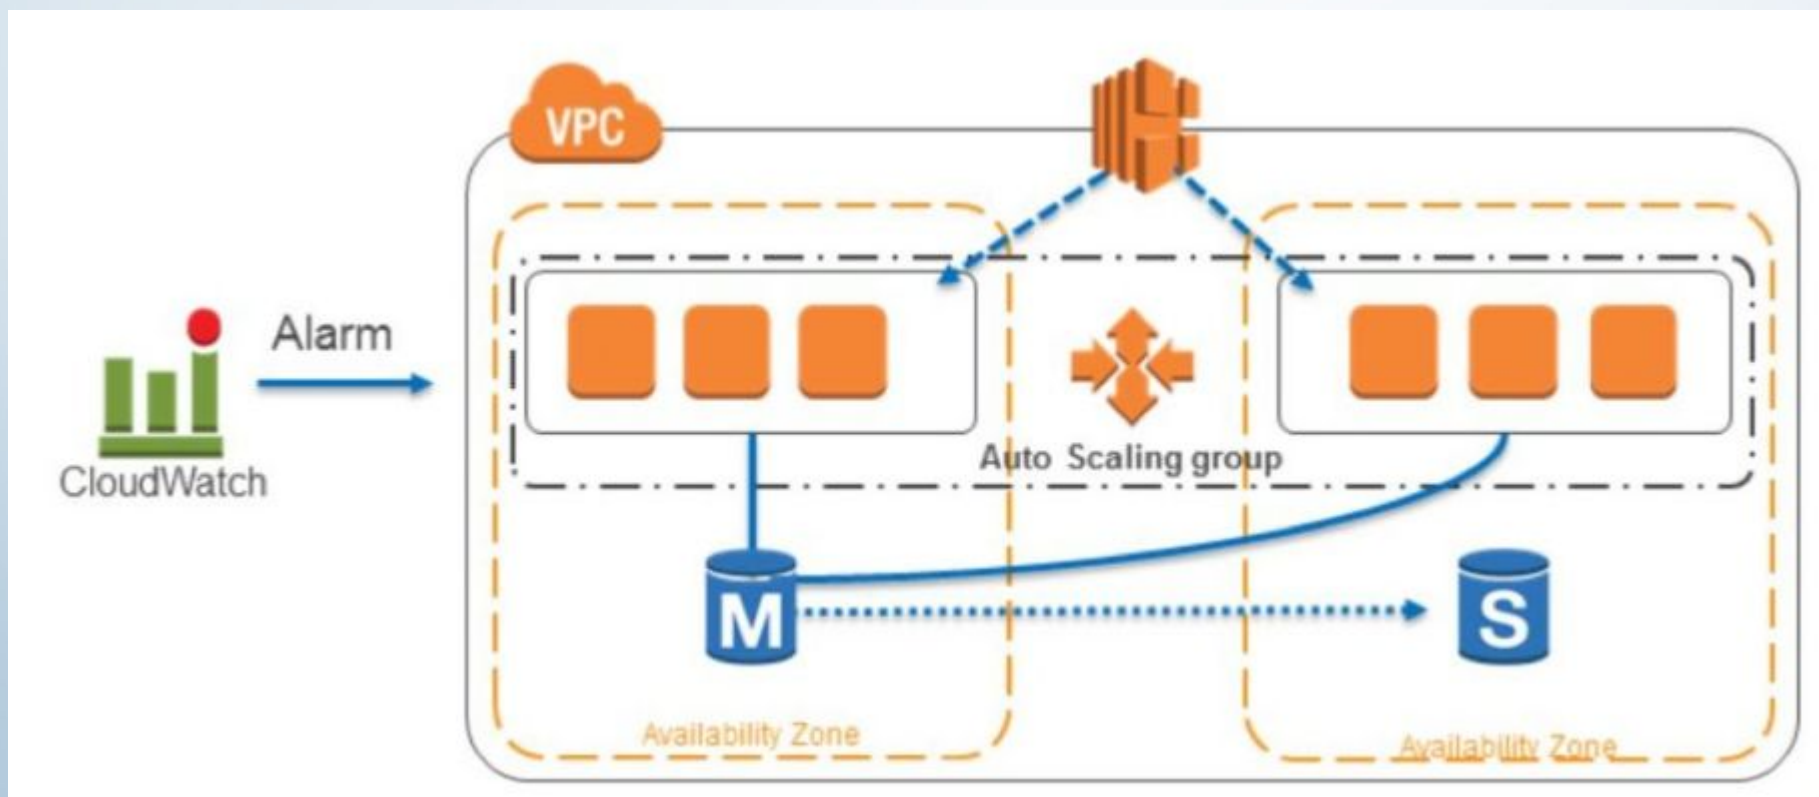 VPC
Alarm
CloudWatch
Auto Scaling group
M
S
Availability Zone
Availability Zone